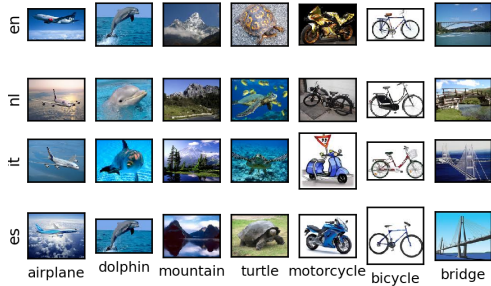 en
nl
it
es
airplane dolphin mountain turtle motorcycle bicycle bridge